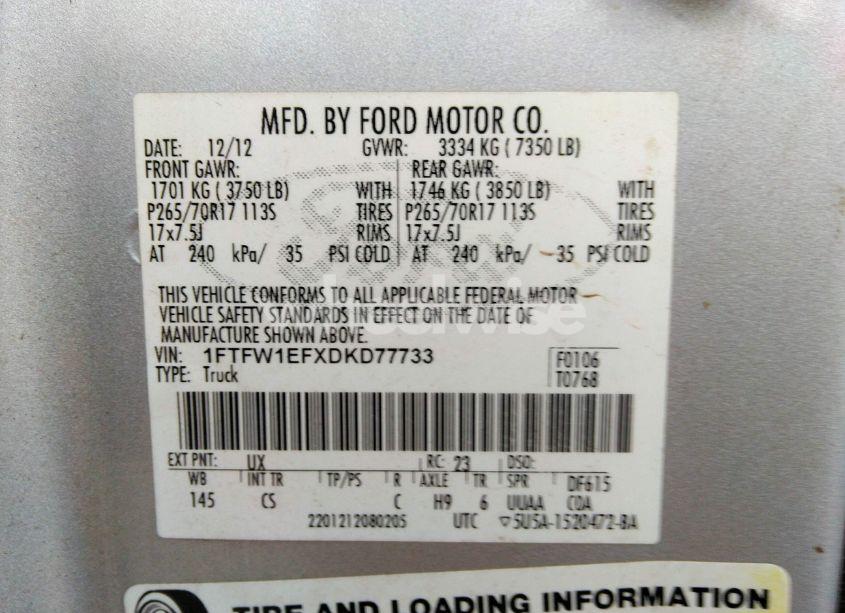 MFD. BY FORD MOTOR CO.
DATE: 12/12 GVWR: 3334 KG ( 7350 LB)
FRONT GAWR: REAR GAWR:
1701 KG ( 3750 LB) WITH 1746 KG ( 3850 LB) WITH
P265/70R17 113S TIRES P265/70R17 113S TIRES
17x7.5J RIMS 17x7.5J RIMS
AT 240 kPa/ 35 PSI COLD AT 240 kPa/ 35 PSI COLD
THIS VEHICLE CONFORMS TO ALL APPLICABLE FEDERAL MOTOR
VEHICLE SAFETY STANDARDS IN EFFECT ON THE DATE OF
MANUFACTURE SHOWN ABOVE.
VIN: 1FTFW1EFXDKD77733 F0106
TYPE: Truck T0768
EXT PNT: UX RC: 23 DSO:
WB INT TR TP/PS R AXLE TR SPR DF615
145 CS C H9 6 UUAA CDA
2201212080205 UTC ▽5U5A-1520472-BA
TIRE AND LOADING INFORMATION